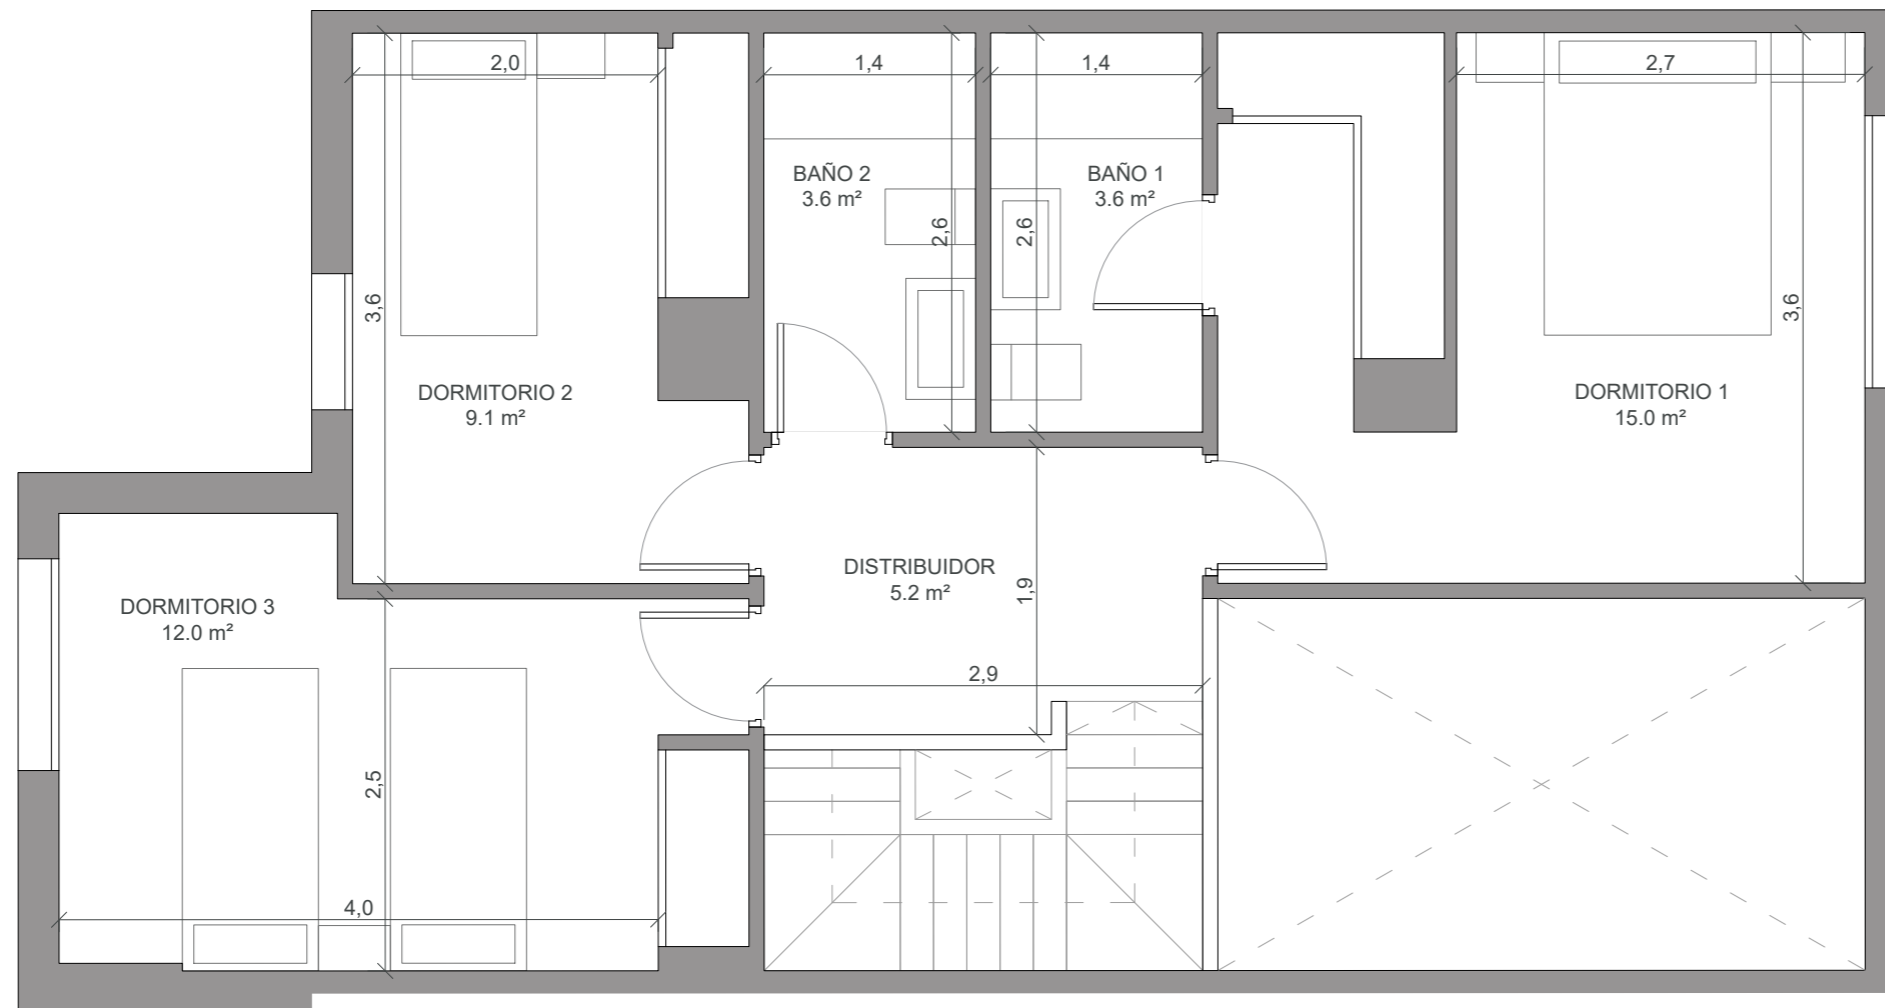 2,0
1,4
1,4
2,7
BAÑO 2
3.6 m²
BAÑO 1
3.6 m²
2,6
2,6
3,6
3,6
DORMITORIO 2
9.1 m²
DORMITORIO 1
15.0 m²
DISTRIBUIDOR
5.2 m²
1,9
DORMITORIO 3
12.0 m²
2,9
2,5
4,0